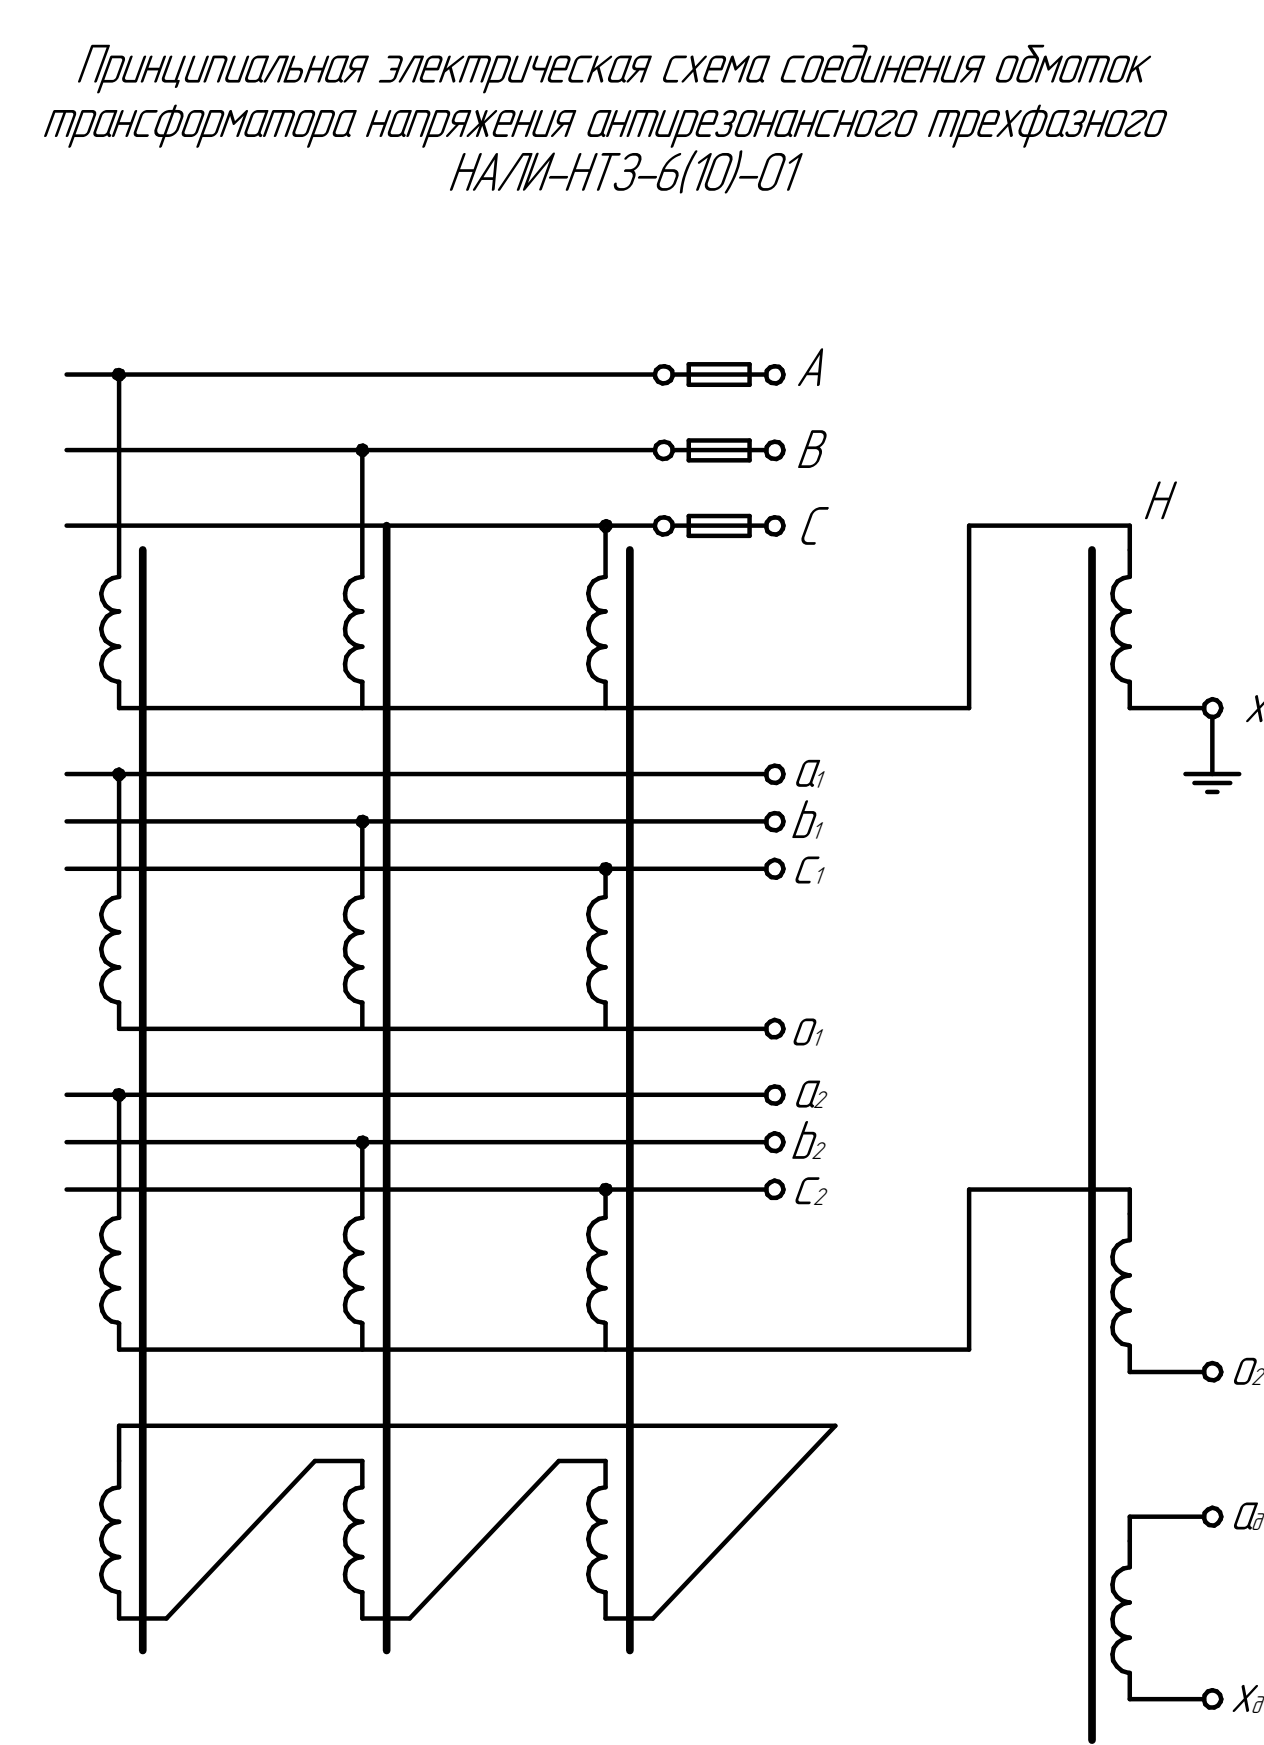 Принципиальная электрическая схема соединения обмоток
трансформатора напряжения антирезонансного трехфазного
НАЛИ-НТЗ-6(10)-01
A
B
C
H
X
a1
b1
c1
o1
a2
b2
c2
o2
aд
xд